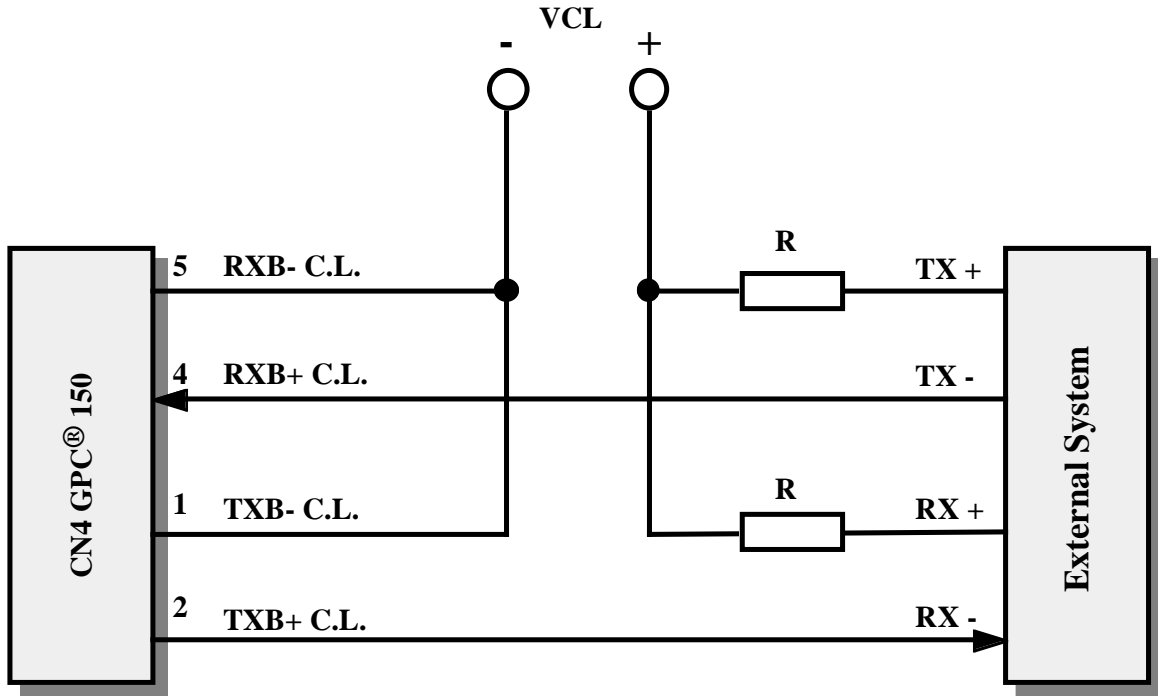 VCL
- +
R
5 RXB- C.L. TX +
4 RXB+ C.L. TX -
R
1 TXB- C.L. RX +
2 TXB+ C.L. RX -
CN4 GPC® 150
External System